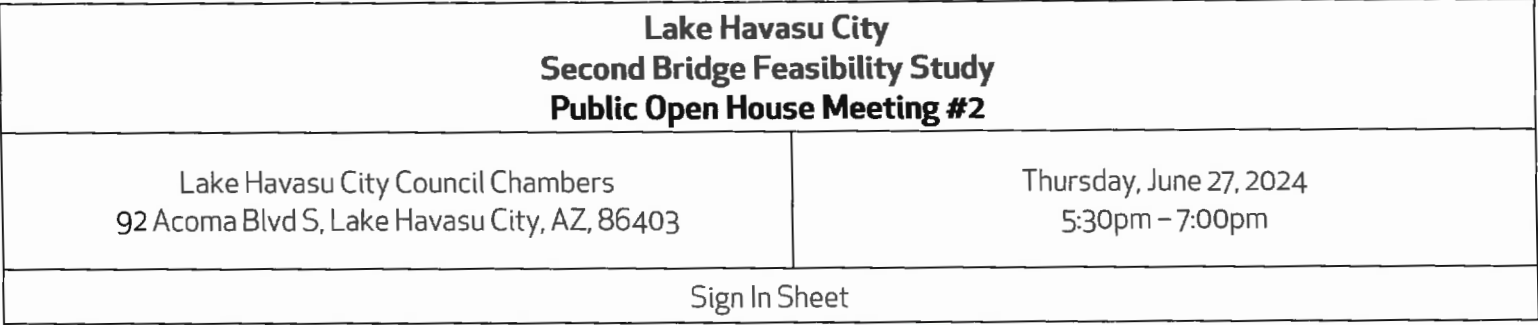 Lake Havasu City
Second Bridge Feasibility Study
Public Open House Meeting #2
Lake Havasu City Council Chambers
92 Acoma Blvd S, Lake Havasu City, AZ, 86403
Thursday, June 27, 2024
5:30pm – 7:00pm
Sign In Sheet